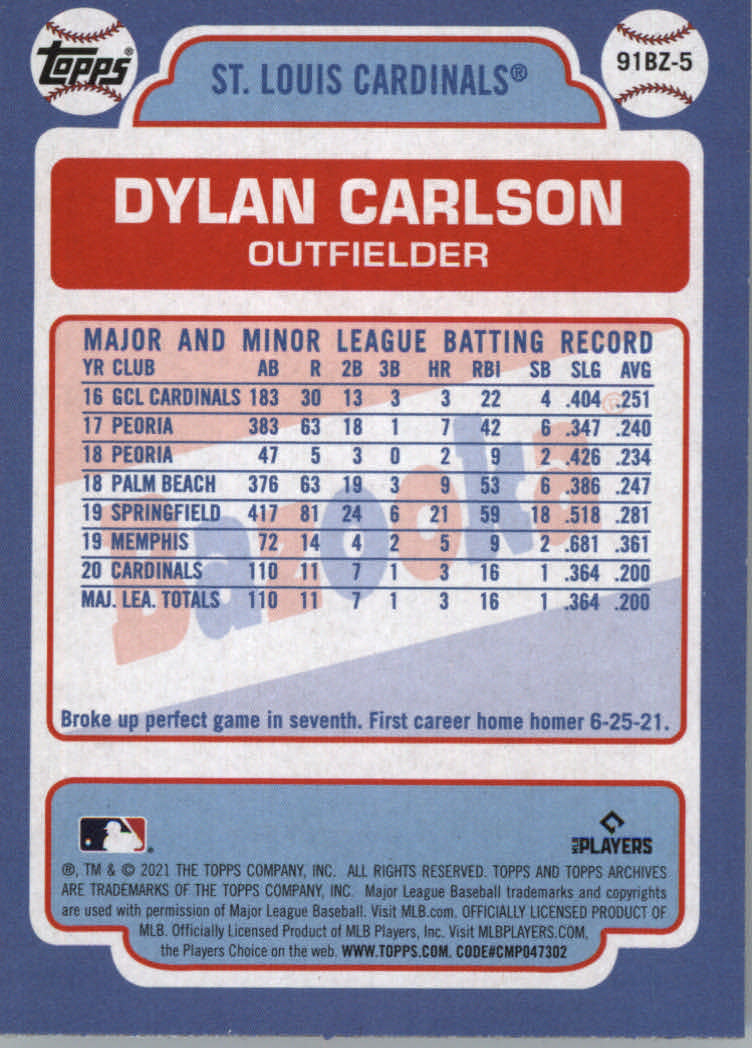 Topps
ST. LOUIS CARDINALS®
91BZ-5
DYLAN CARLSON
OUTFIELDER
MAJOR AND MINOR LEAGUE BATTING RECORD
YR CLUB AB R 2B 3B HR RBI SB SLG AVG
16 GCL CARDINALS 183 30 13 3 3 22 4 .404 .251
17 PEORIA 383 63 18 1 7 42 6 .347 .240
18 PEORIA 47 5 3 0 2 9 2 .426 .234
18 PALM BEACH 376 63 19 3 9 53 6 .386 .247
19 SPRINGFIELD 417 81 24 6 21 59 18 .518 .281
19 MEMPHIS 72 14 4 2 5 9 2 .681 .361
20 CARDINALS 110 11 7 1 3 16 1 .364 .200
MAJ. LEA. TOTALS 110 11 7 1 3 16 1 .364 .200
Bazooka®
Broke up perfect game in seventh. First career home homer 6-25-21.
MLB PLAYERS
®, TM & © 2021 THE TOPPS COMPANY, INC. ALL RIGHTS RESERVED. TOPPS AND TOPPS ARCHIVES
ARE TRADEMARKS OF THE TOPPS COMPANY, INC. Major League Baseball trademarks and copyrights
are used with permission of Major League Baseball. Visit MLB.com. OFFICIALLY LICENSED PRODUCT OF
MLB. Officially Licensed Product of MLB Players, Inc. Visit MLBPLAYERS.COM,
the Players Choice on the web. WWW.TOPPS.COM. CODE#CMP047302